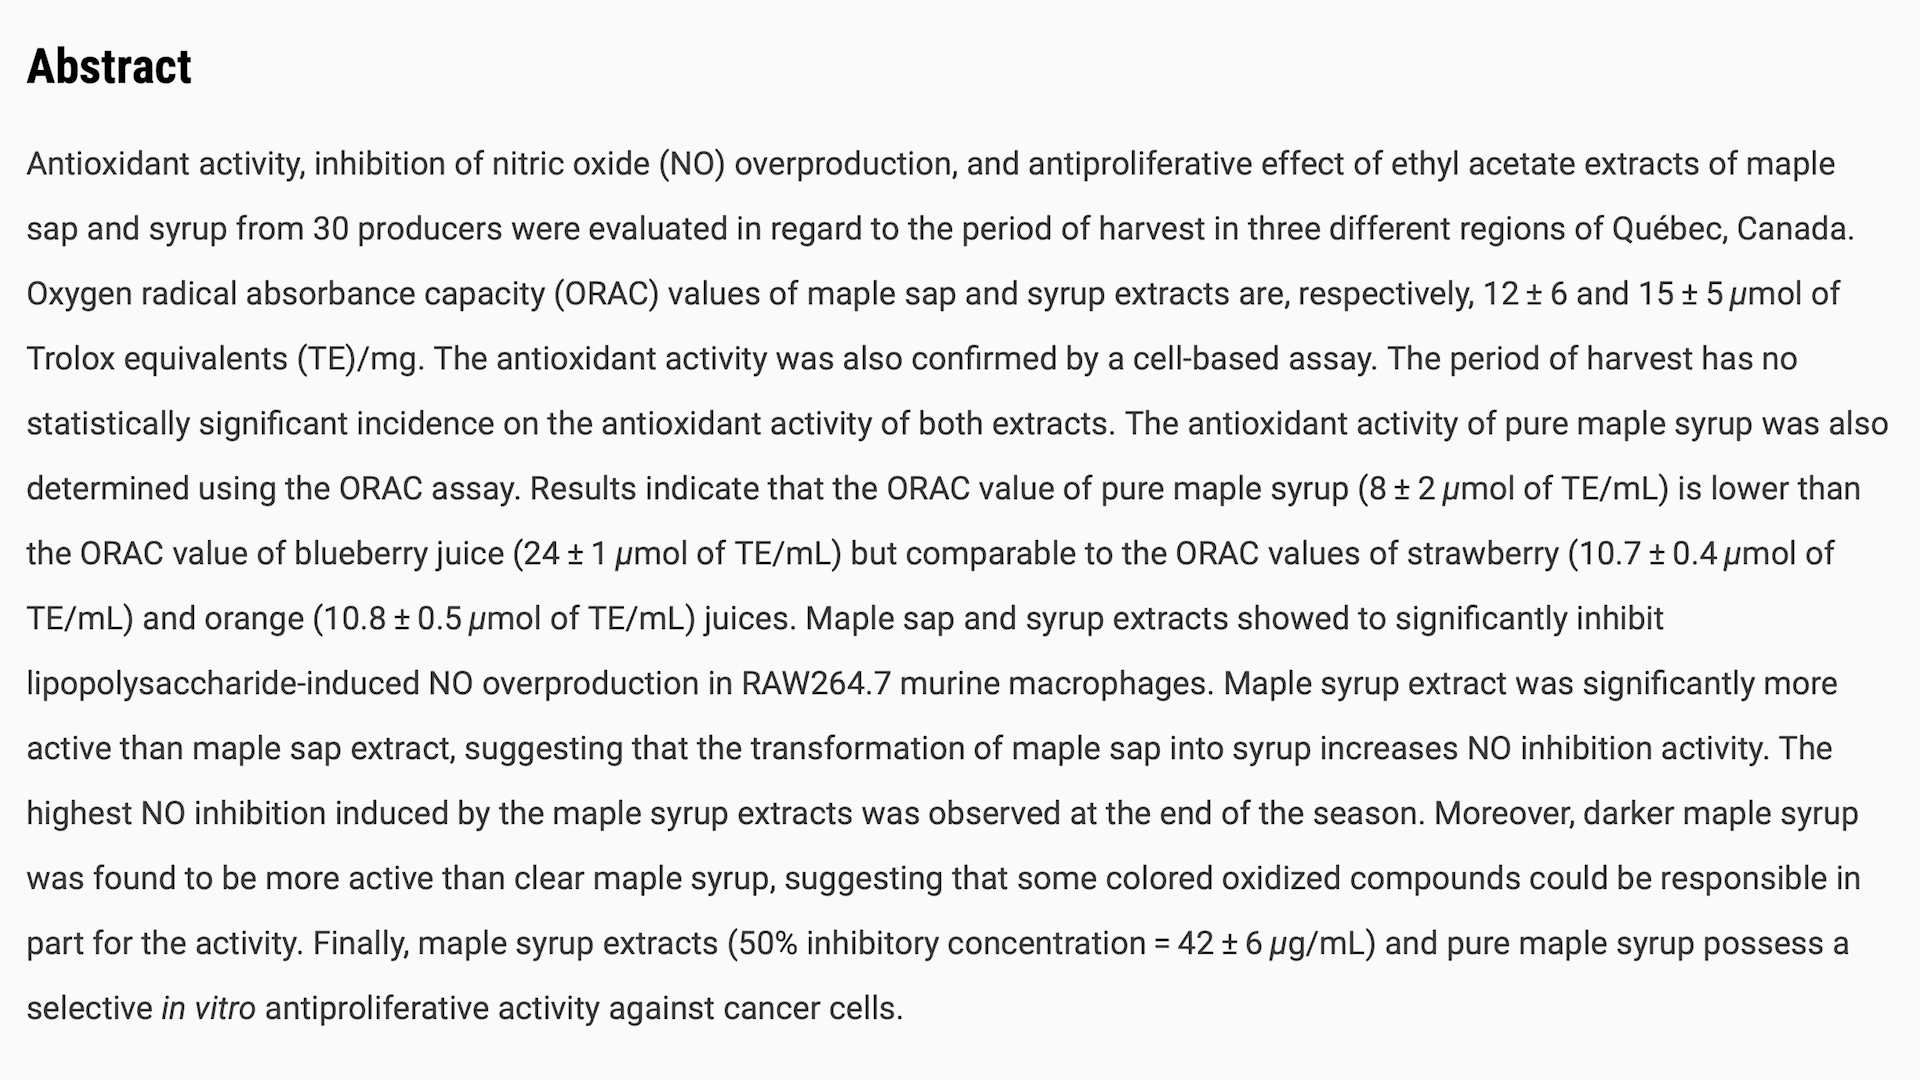 Abstract
Antioxidant activity, inhibition of nitric oxide (NO) overproduction, and antiproliferative effect of ethyl acetate extracts of maple
sap and syrup from 30 producers were evaluated in regard to the period of harvest in three different regions of Québec, Canada.
Oxygen radical absorbance capacity (ORAC) values of maple sap and syrup extracts are, respectively, 12 ± 6 and 15 ± 5 μmol of
Trolox equivalents (TE)/mg. The antioxidant activity was also confirmed by a cell-based assay. The period of harvest has no
statistically significant incidence on the antioxidant activity of both extracts. The antioxidant activity of pure maple syrup was also
determined using the ORAC assay. Results indicate that the ORAC value of pure maple syrup (8 ± 2 μmol of TE/mL) is lower than
the ORAC value of blueberry juice (24 ± 1 μmol of TE/mL) but comparable to the ORAC values of strawberry (10.7 ± 0.4 μmol of
TE/mL) and orange (10.8 ± 0.5 μmol of TE/mL) juices. Maple sap and syrup extracts showed to significantly inhibit
lipopolysaccharide-induced NO overproduction in RAW264.7 murine macrophages. Maple syrup extract was significantly more
active than maple sap extract, suggesting that the transformation of maple sap into syrup increases NO inhibition activity. The
highest NO inhibition induced by the maple syrup extracts was observed at the end of the season. Moreover, darker maple syrup
was found to be more active than clear maple syrup, suggesting that some colored oxidized compounds could be responsible in
part for the activity. Finally, maple syrup extracts (50% inhibitory concentration = 42 ± 6 μg/mL) and pure maple syrup possess a
selective in vitro antiproliferative activity against cancer cells.